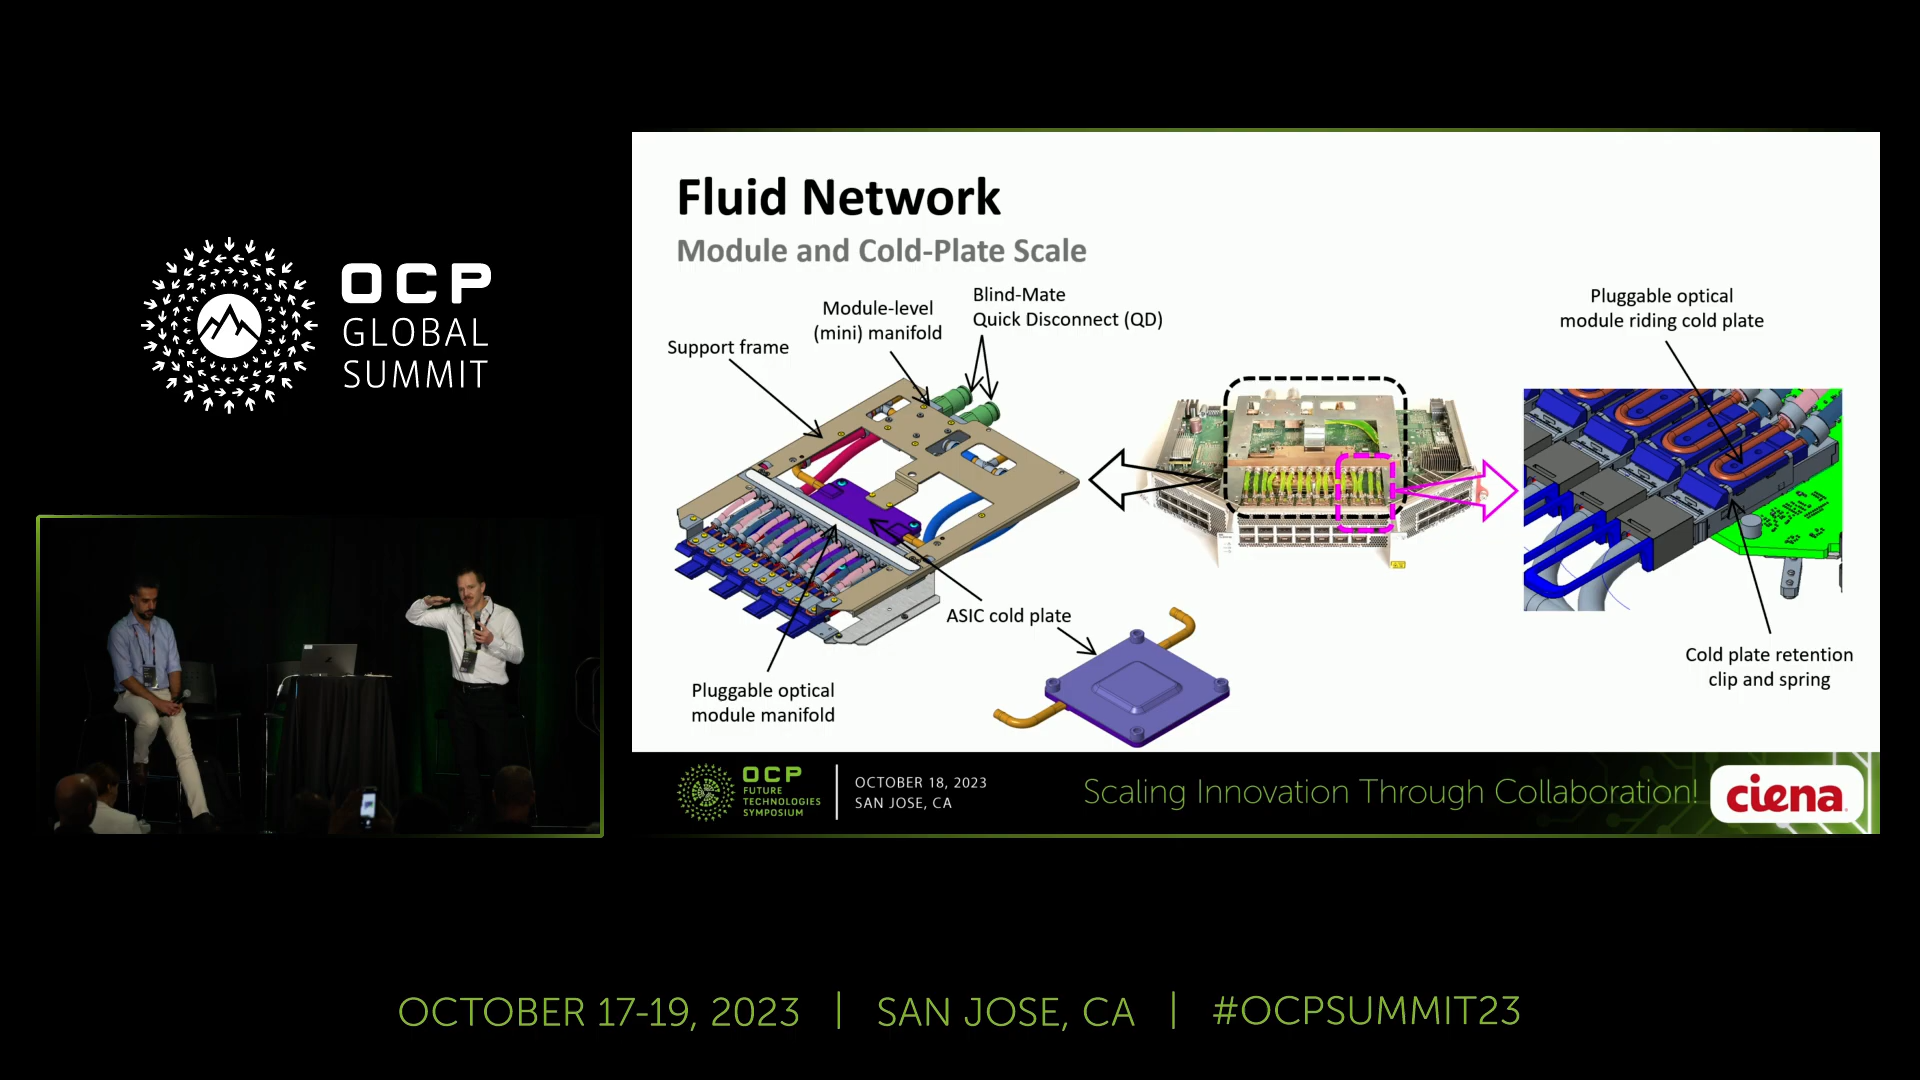 OCP
GLOBAL
SUMMIT
Fluid Network
Module and Cold-Plate Scale
Support frame
Module-level
(mini) manifold
Blind-Mate
Quick Disconnect (QD)
Pluggable optical
module riding cold plate
ASIC cold plate
Pluggable optical
module manifold
Cold plate retention
clip and spring
OCP
FUTURE
TECHNOLOGIES
SYMPOSIUM
OCTOBER 18, 2023
SAN JOSE, CA
Scaling Innovation Through Collaboration!
ciena
OCTOBER 17-19, 2023 | SAN JOSE, CA | #OCPSUMMIT23